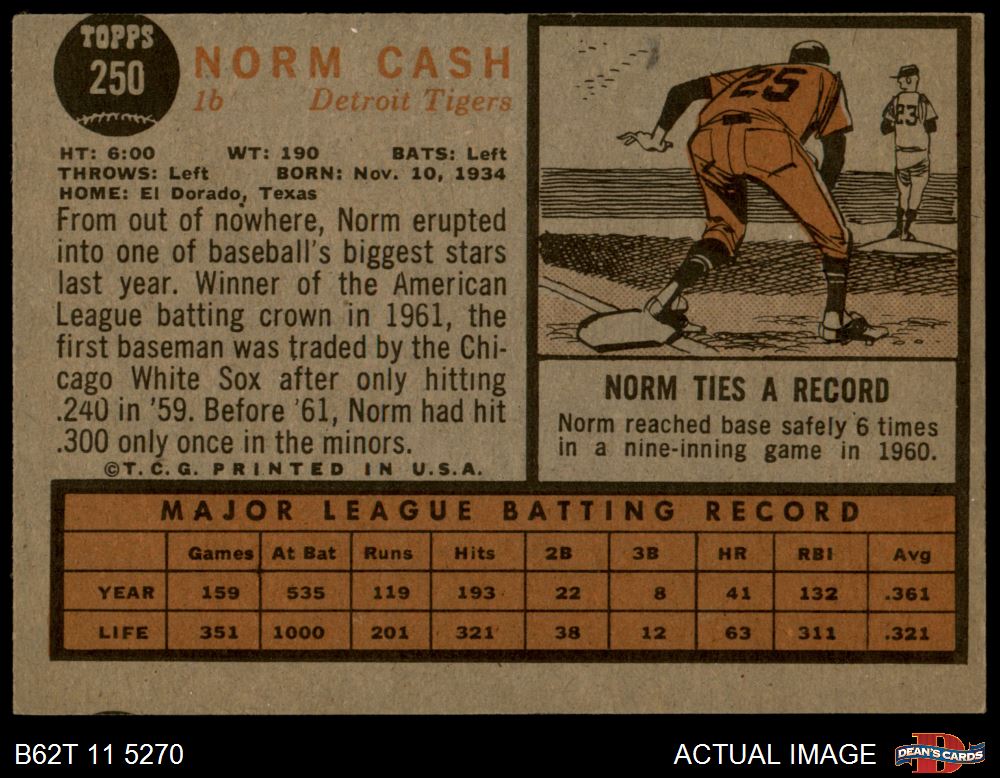 TOPPS
250
NORM CASH
1b Detroit Tigers
HT: 6:00 WT: 190 BATS: Left
THROWS: Left BORN: Nov. 10, 1934
HOME: El Dorado, Texas
From out of nowhere, Norm erupted
into one of baseball's biggest stars
last year. Winner of the American
League batting crown in 1961, the
first baseman was traded by the Chi-
cago White Sox after only hitting
.240 in '59. Before '61, Norm had hit
.300 only once in the minors.
©T. C. G. PRINTED IN U.S.A.
25
23
NORM TIES A RECORD
Norm reached base safely 6 times
in a nine-inning game in 1960.
MAJOR LEAGUE BATTING RECORD
Games At Bat Runs Hits 2B 3B HR RBI Avg
YEAR 159 535 119 193 22 8 41 132 .361
LIFE 351 1000 201 321 38 12 63 311 .321
B62T 11 5270
ACTUAL IMAGE
D
DEAN'S CARDS